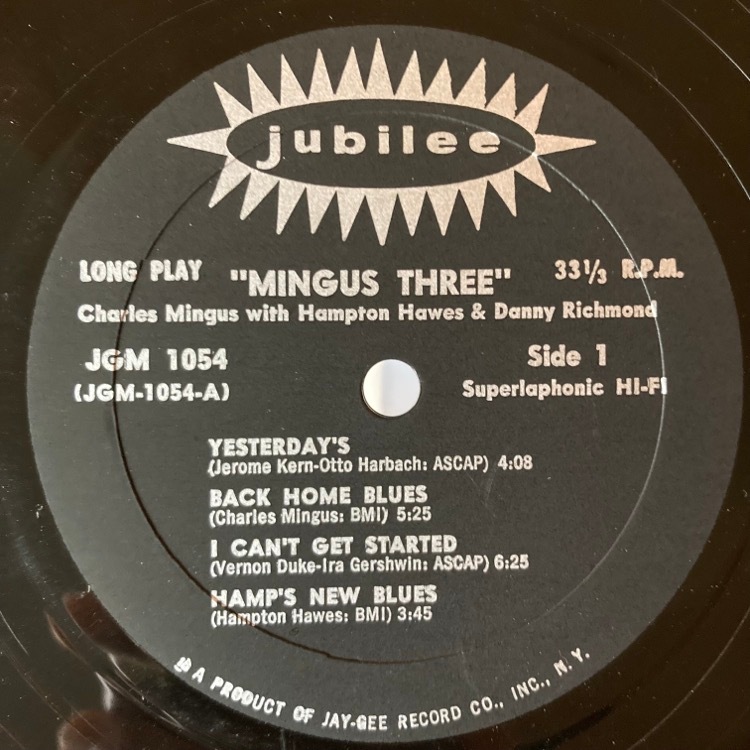 jubilee
LONG PLAY "MINGUS THREE" 33 1/3 R.P.M.
Charles Mingus with Hampton Hawes & Danny Richmond
JGM 1054 Side 1
(JGM-1054-A) Superlaphonic HI-FI
YESTERDAY'S
(Jerome Kern-Otto Harbach: ASCAP) 4:08
BACK HOME BLUES
(Charles Mingus: BMI) 5:25
I CAN'T GET STARTED
(Vernon Duke-Ira Gershwin: ASCAP) 6:25
HAMP'S NEW BLUES
(Hampton Hawes: BMI) 3:45
A PRODUCT OF JAY-GEE RECORD CO., INC., N. Y.